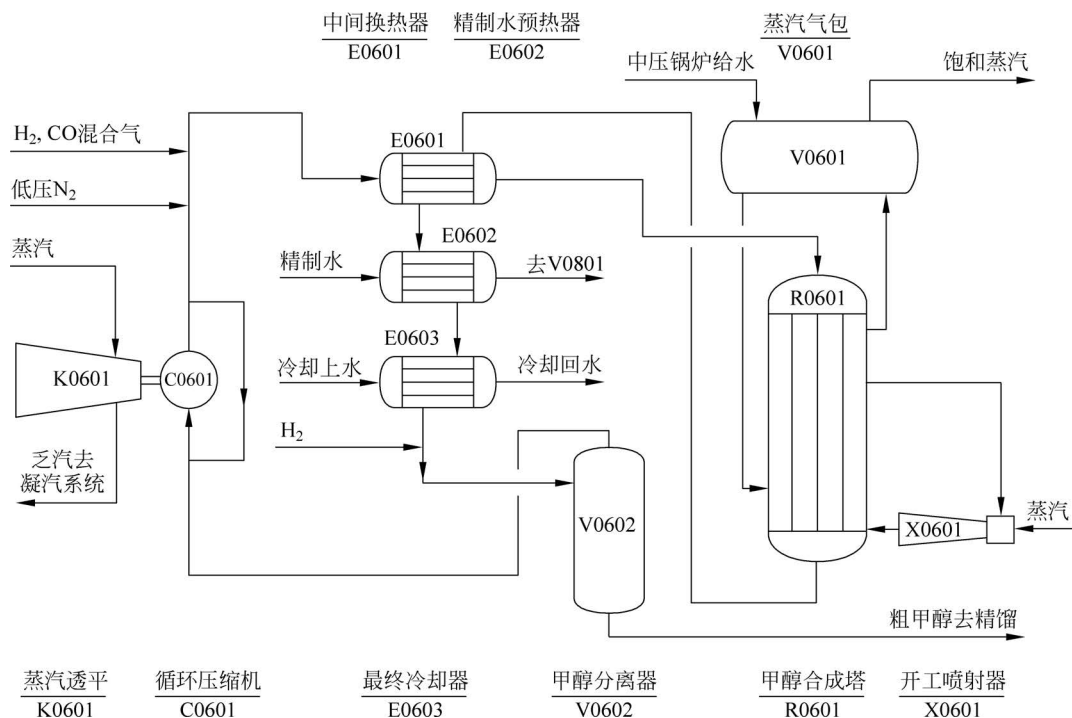 中间换热器
E0601
精制水预热器
E0602
蒸汽气包
V0601
中压锅炉给水
饱和蒸汽
H₂, CO混合气
E0601
V0601
低压N₂
E0602
蒸汽
精制水
去V0801
R0601
E0603
K0601
C0601
冷却上水
冷却回水
H₂
乏汽去
凝汽系统
V0602
X0601
蒸汽
粗甲醇去精馏
蒸汽透平
K0601
循环压缩机
C0601
最终冷却器
E0603
甲醇分离器
V0602
甲醇合成塔
R0601
开工喷射器
X0601